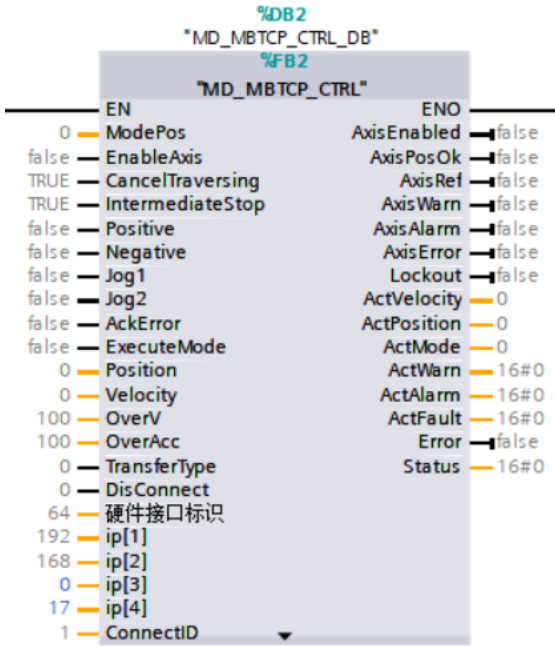 %DB2
"MD_MBTCP_CTRL_DB"
%FB2
"MD_MBTCP_CTRL"
EN ENO
0 ModePos AxisEnabled false
false EnableAxis AxisPosOk false
TRUE CancelTraversing AxisRef false
TRUE IntermediateStop AxisWarn false
false Positive AxisAlarm false
false Negative AxisError false
false Jog1 Lockout false
false Jog2 ActVelocity 0
false AckError ActPosition 0
false ExecuteMode ActMode 0
0 Position ActWarn 16#0
0 Velocity ActAlarm 16#0
100 OverV ActFault 16#0
100 OverAcc Error false
0 TransferType Status 16#0
0 DisConnect
64 硬件接口标识
192 ip[1]
168 ip[2]
0 ip[3]
17 ip[4]
1 ConnectID